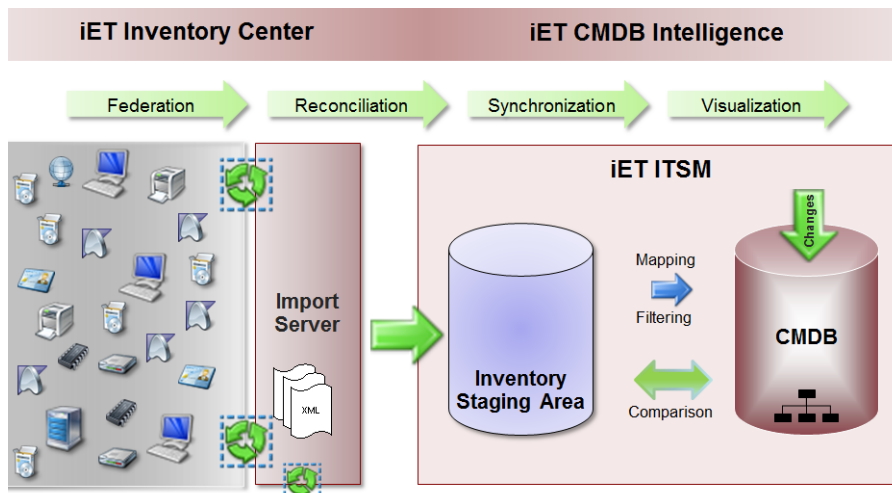 iET Inventory Center
iET CMDB Intelligence
Federation
Reconciliation
Synchronization
Visualization
iET ITSM
Changes
Import
Server
XML
Inventory
Staging Area
Mapping
Filtering
Comparison
CMDB